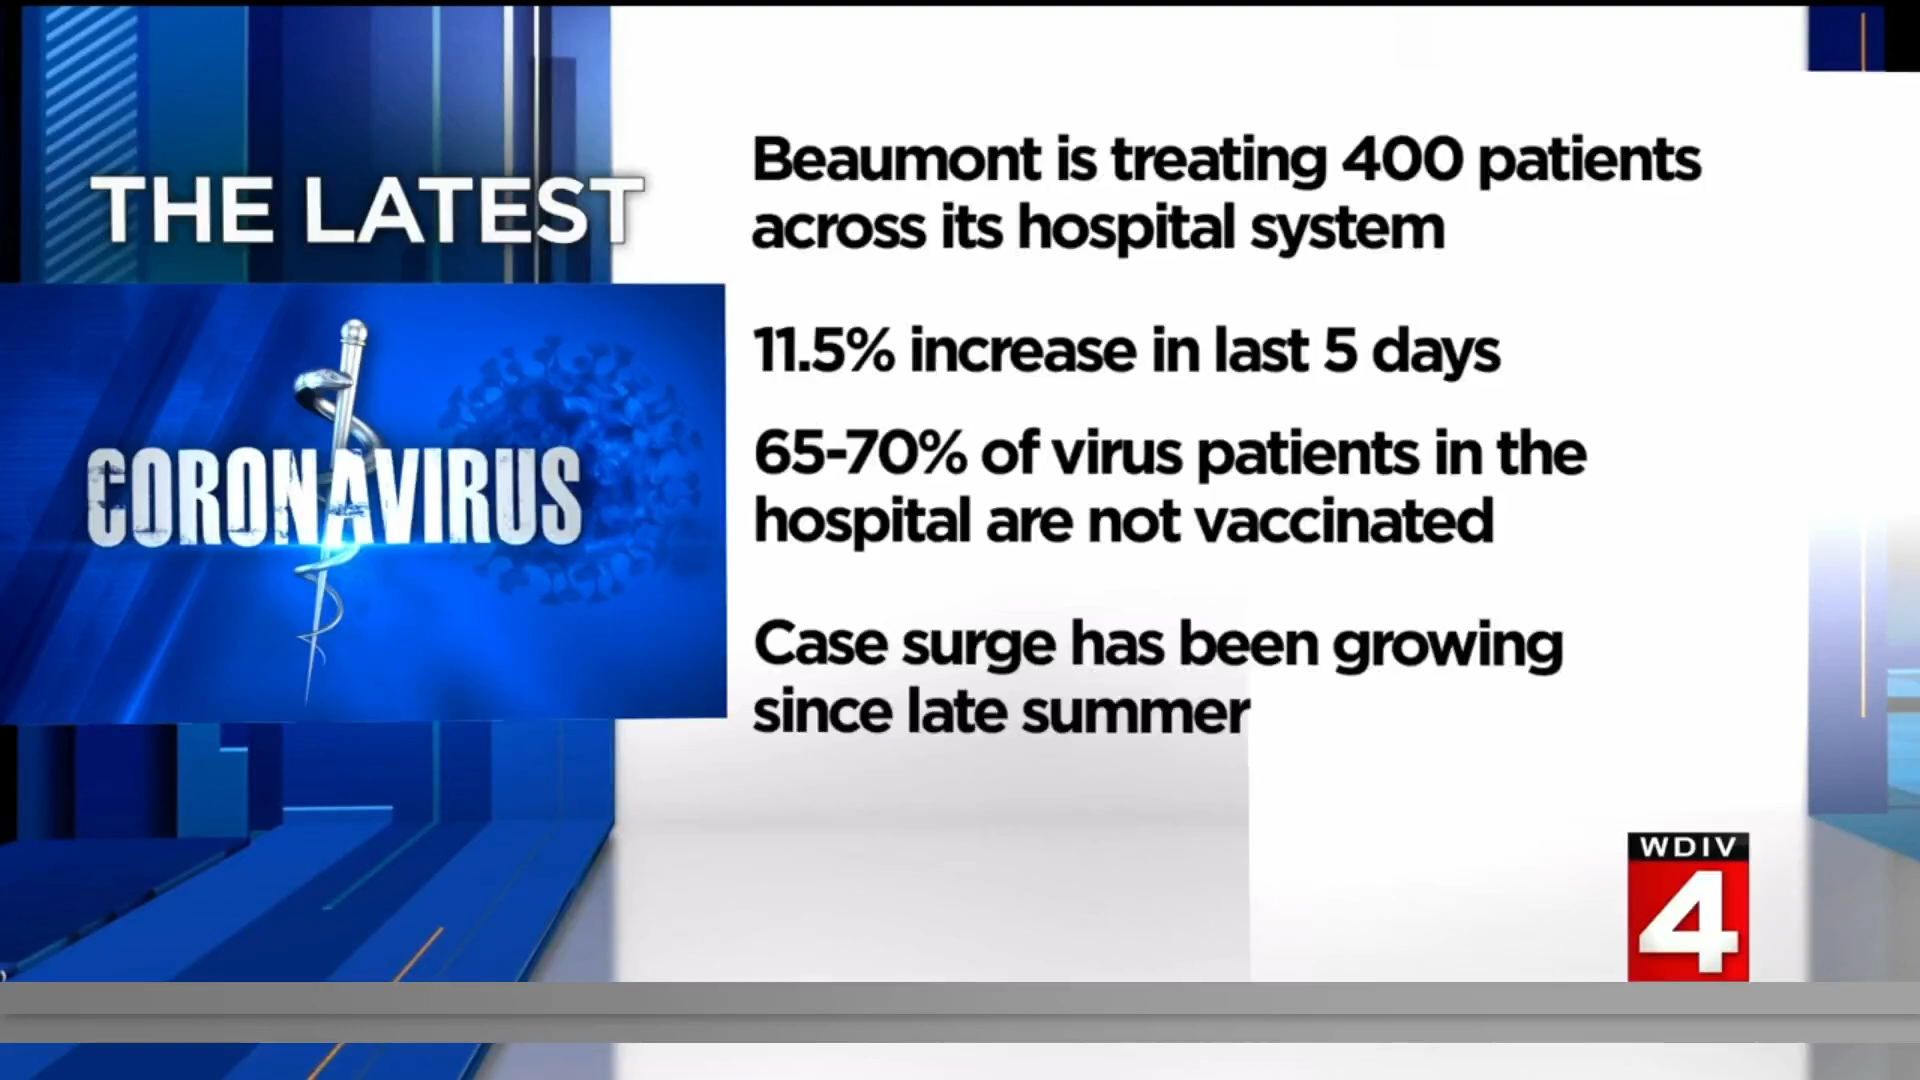 THE LATEST
CORONAVIRUS
Beaumont is treating 400 patients
across its hospital system
11.5% increase in last 5 days
65-70% of virus patients in the
hospital are not vaccinated
Case surge has been growing
since late summer
WDIV
4